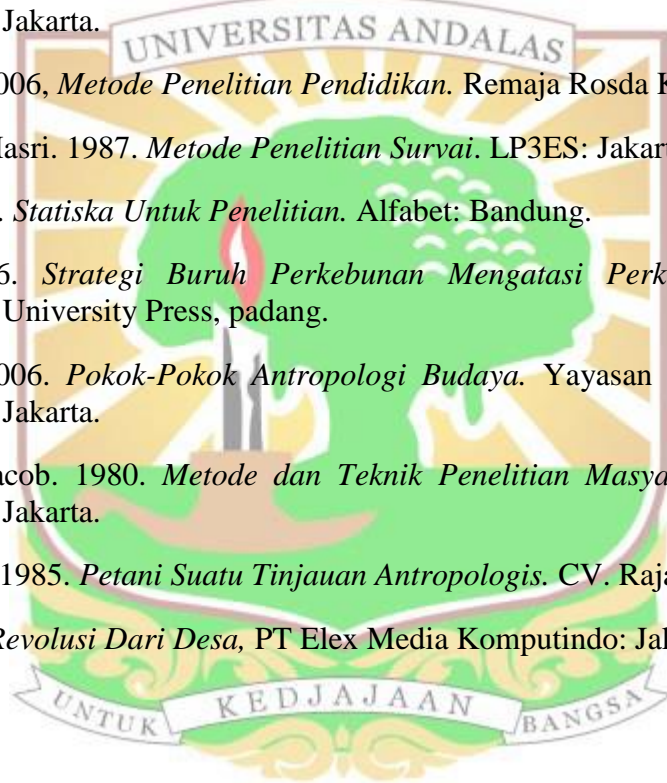 Jakarta.
UNIVERSITAS ANDALAS
006, Metode Penelitian Pendidikan. Remaja Rosda K
Masri. 1987. Metode Penelitian Survai. LP3ES: Jakart
. Statiska Untuk Penelitian. Alfabet: Bandung.
6. Strategi Buruh Perkebunan Mengatasi Perk
University Press, padang.
006. Pokok-Pokok Antropologi Budaya. Yayasan
Jakarta.
acob. 1980. Metode dan Teknik Penelitian Masya
Jakarta.
1985. Petani Suatu Tinjauan Antropologis. CV. Raja
Revolusi Dari Desa, PT Elex Media Komputindo: Jak
UNTUK KEDJAJAAN BANGSA